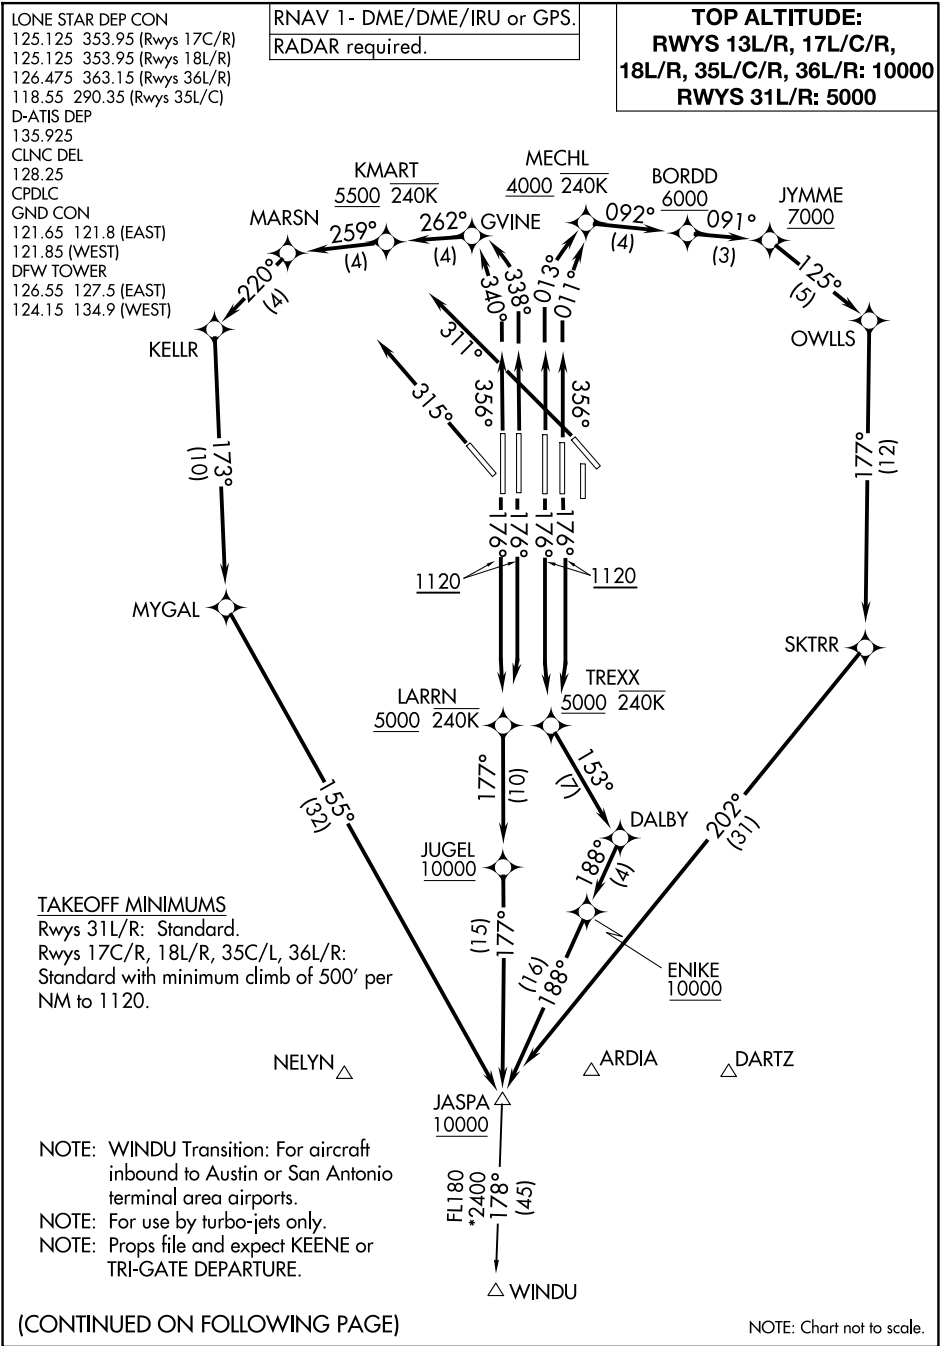 LONE STAR DEP CON
125.125 353.95 (Rwys 17C/R)
125.125 353.95 (Rwys 18L/R)
126.475 363.15 (Rwys 36L/R)
118.55 290.35 (Rwys 35L/C)
D-ATIS DEP
135.925
CLNC DEL
128.25
CPDLC
GND CON
121.65 121.8 (EAST)
121.85 (WEST)
DFW TOWER
126.55 127.5 (EAST)
124.15 134.9 (WEST)
RNAV 1- DME/DME/IRU or GPS.
RADAR required.
TOP ALTITUDE:
RWYS 13L/R, 17L/C/R,
18L/R, 35L/C/R, 36L/R: 10000
RWYS 31L/R: 5000
MECHL
4000 240K
KMART
5500 240K
BORDD
6000
JYMME
7000
MARSN
GVINE
092°
(4)
091°
(3)
259°
(4)
262°
(4)
125°
(5)
220°
(4)
KELLR
OWLLS
340°
338°
013°
011°
311°
315°
356°
356°
173°
(10)
177°
(12)
176°
176°
176°
176°
1120
1120
MYGAL
SKTRR
LARRN
5000 240K
TREXX
5000 240K
177°
(10)
153°
(7)
155°
(32)
202°
(31)
DALBY
188°
(4)
JUGEL
10000
177°
(15)
188°
(16)
ENIKE
10000
TAKEOFF MINIMUMS
Rwys 31L/R: Standard.
Rwys 17C/R, 18L/R, 35C/L, 36L/R:
Standard with minimum climb of 500' per
NM to 1120.
NELYN
ARDIA
DARTZ
JASPA
10000
FL180
*2400
178°
(45)
WINDU
NOTE: WINDU Transition: For aircraft
inbound to Austin or San Antonio
terminal area airports.
NOTE: For use by turbo-jets only.
NOTE: Props file and expect KEENE or
TRI-GATE DEPARTURE.
(CONTINUED ON FOLLOWING PAGE)
NOTE: Chart not to scale.